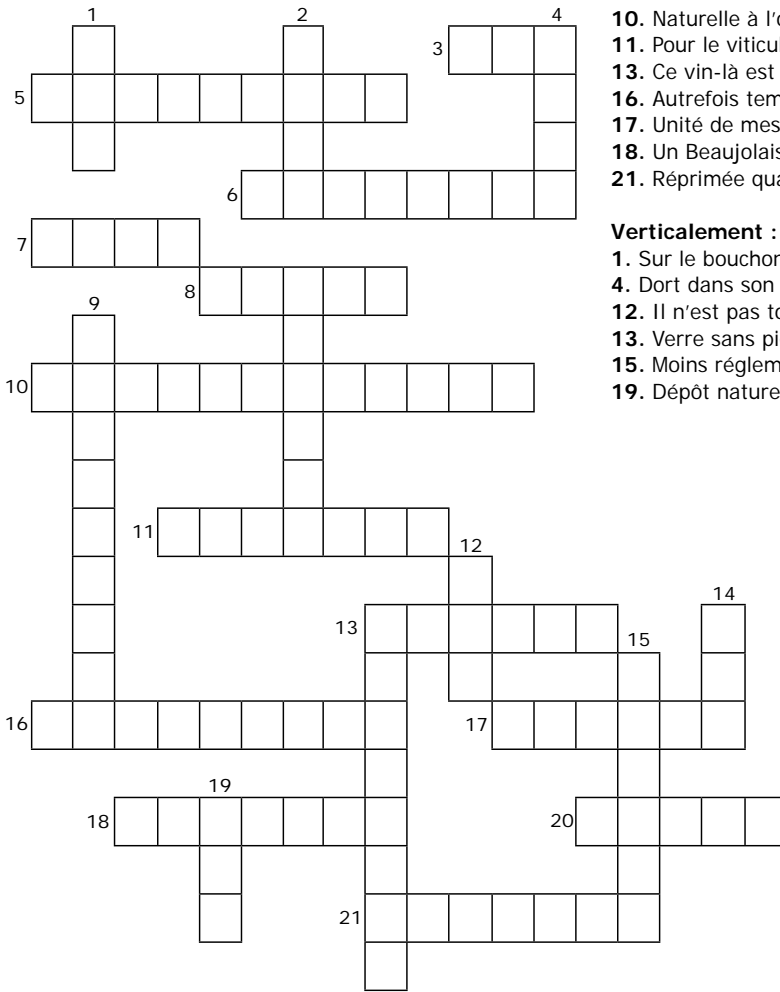 1 2 4
3
5
6
7
8
9
10
11
12
14
13
15
16 17
19
18 20
21
10. Naturelle à l'
11. Pour le viticul
13. Ce vin-là est
16. Autrefois tem
17. Unité de mes
18. Un Beaujolais
21. Réprimée qua
Verticalement :
1. Sur le bouchon
4. Dort dans son
12. Il n'est pas to
13. Verre sans pi
15. Moins réglem
19. Dépôt nature